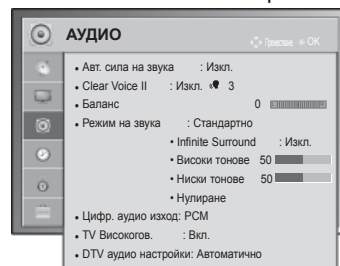 АУДИО
Преместване ОК
• Авт. сила на звука : Изкл.
• Clear Voice II : Изкл. 3
• Баланс 0
• Режим на звука : Стандартно
• Infinite Surround : Изкл.
• Високи тонове 50
• Ниски тонове 50
• Нулиране
• Цифр. аудио изход: PCM
• TV Високогов. : Вкл.
• DTV аудио настройки: Автоматично